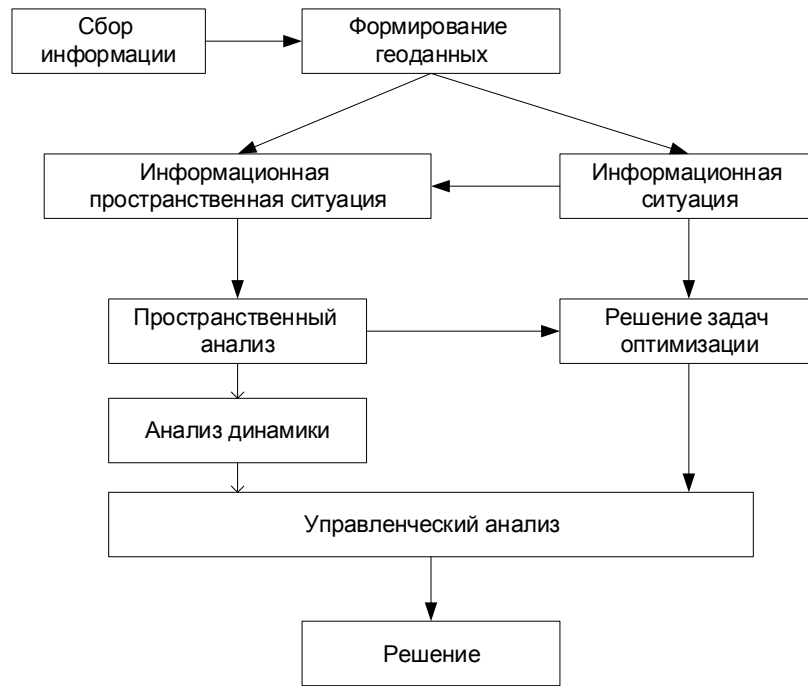 Сбор
информации
Формирование
геоданных
Информационная
пространственная ситуация
Информационная
ситуация
Пространственный
анализ
Решение задач
оптимизации
Анализ динамики
Управленческий анализ
Решение